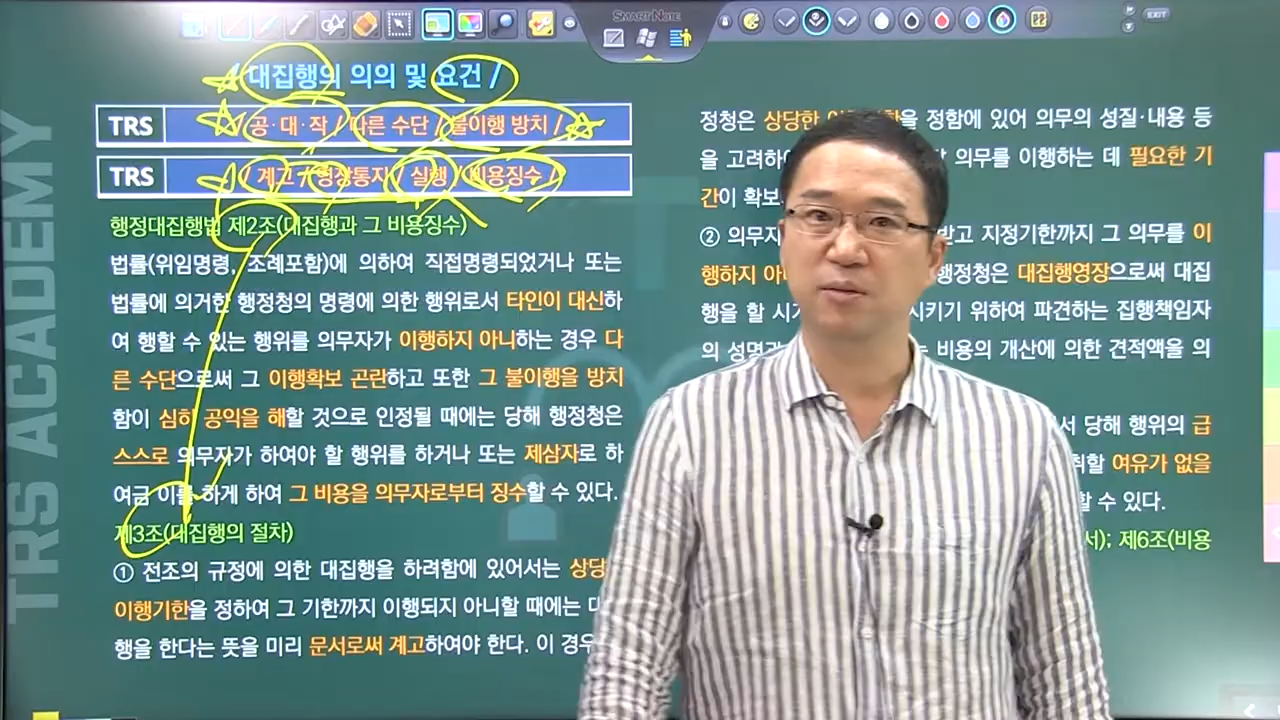 SMART NOTE
EXIT
대집행의 의의 및 요건 /
TRS / 공·대·작 / 다른 수단 / 불이행 방치 /
TRS / 계고 / 영장통지 / 실행 / 비용징수 /
행정대집행법 제2조(대집행과 그 비용징수)
법률(위임명령, 조례포함)에 의하여 직접명령되었거나 또는
법률에 의거한 행정청의 명령에 의한 행위로서 타인이 대신하
여 행할 수 있는 행위를 의무자가 이행하지 아니하는 경우 다
른 수단으로써 그 이행확보 곤란하고 또한 그 불이행을 방치
함이 심히 공익을 해할 것으로 인정될 때에는 당해 행정청은
스스로 의무자가 하여야 할 행위를 하거나 또는 제삼자로 하
여금 이를 하게 하여 그 비용을 의무자로부터 징수할 수 있다.
제3조(대집행의 절차)
① 전조의 규정에 의한 대집행을 하려함에 있어서는 상당
이행기한을 정하여 그 기한까지 이행되지 아니할 때에는 대
행을 한다는 뜻을 미리 문서로써 계고하여야 한다. 이 경우
정청은 상당한 을 정함에 있어 의무의 성질·내용 등
을 고려하 의무를 이행하는 데 필요한 기
간이 확보
② 의무자 받고 지정기한까지 그 의무를 이
행하지 아 행정청은 대집행영장으로써 대집
행을 할 시 시키기 위하여 파견하는 집행책임자
의 성명과 비용의 개산에 의한 견적액을 의
서 당해 행위의 급
취할 여유가 없을
할 수 있다.
서); 제6조(비용
TRS ACADEMY